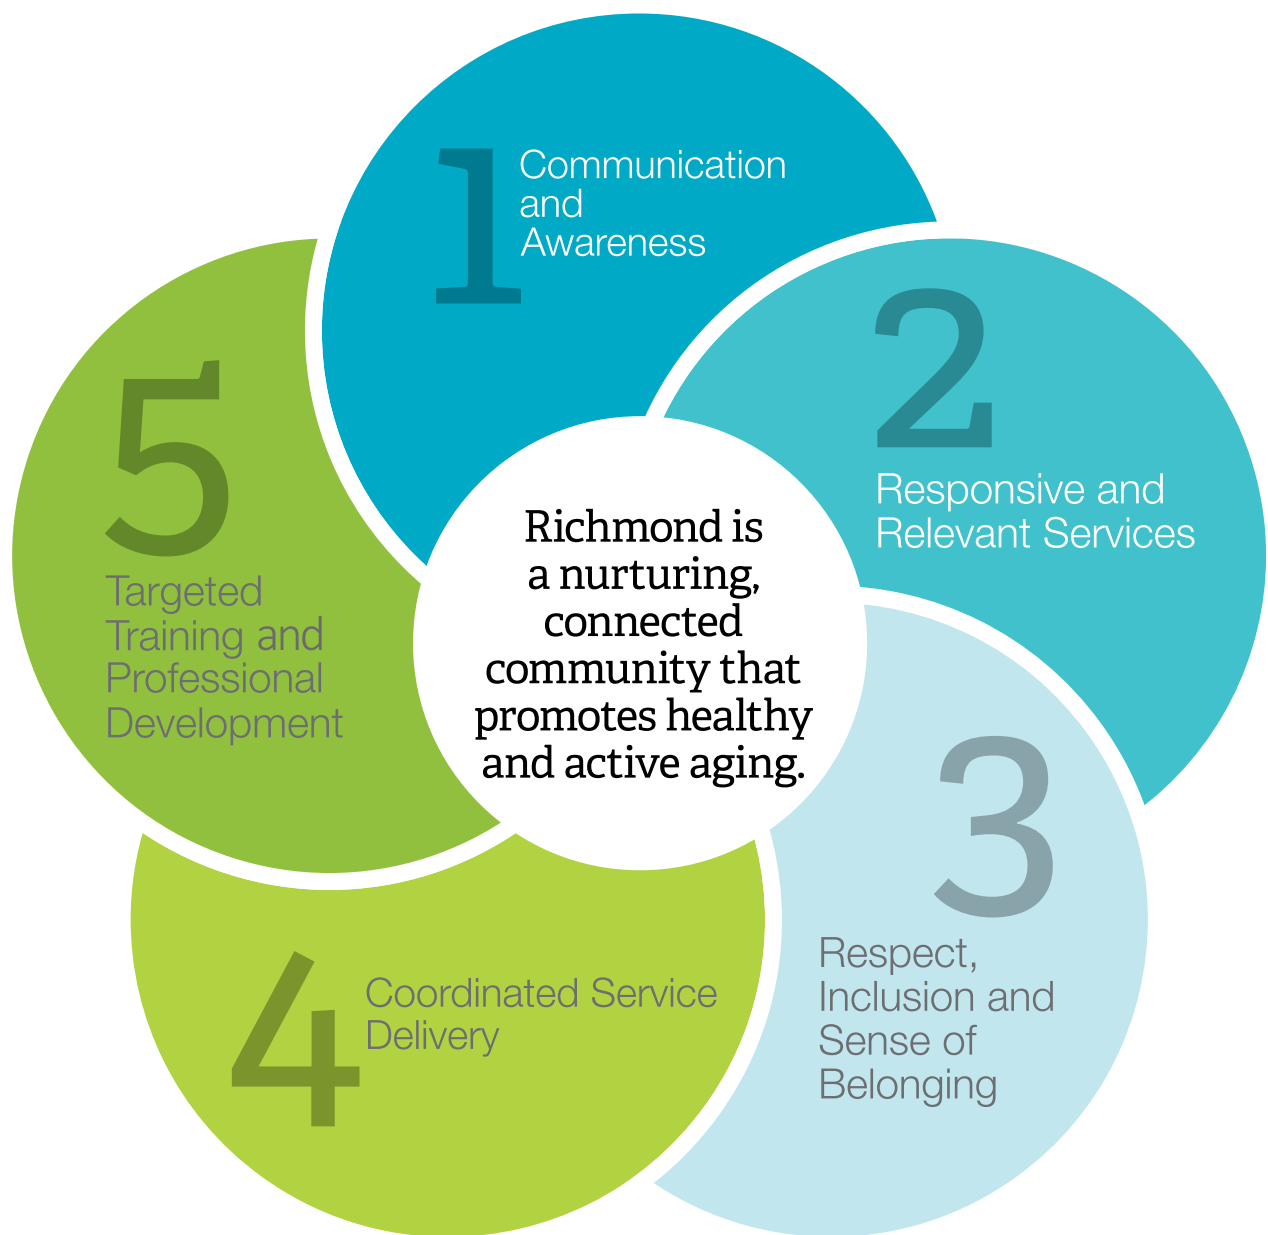 1
Communication
and
Awareness
2
Responsive and
Relevant Services
3
Respect,
Inclusion and
Sense of
Belonging
4
Coordinated Service
Delivery
5
Targeted
Training and
Professional
Development
Richmond is
a nurturing,
connected
community that
promotes healthy
and active aging.